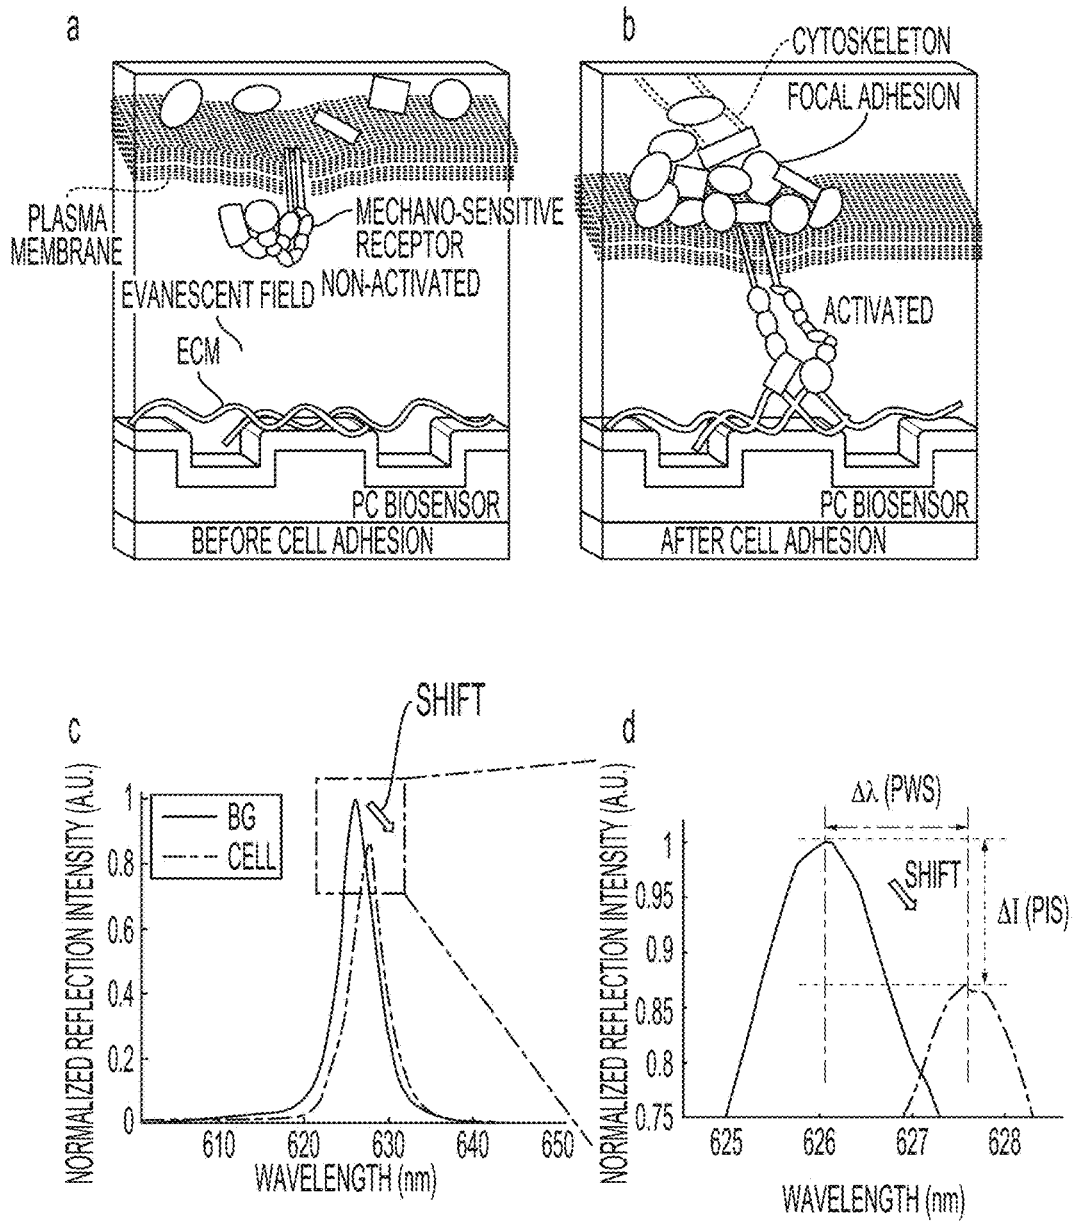 a
PLASMA
MEMBRANE
MECHANO-SENSITIVE
RECEPTOR
NON-ACTIVATED
EVANESCENT FIELD
ECM
PC BIOSENSOR
BEFORE CELL ADHESION
b
CYTOSKELETON
FOCAL ADHESION
ACTIVATED
PC BIOSENSOR
AFTER CELL ADHESION
c
SHIFT
NORMALIZED REFLECTION INTENSITY (A.U.)
BG
CELL
1
0.8
0.6
0.4
0.2
0
610 620 630 640 650
WAVELENGTH (nm)
d
NORMALIZED REFLECTION INTENSITY (A.U.)
Δλ (PWS)
SHIFT
ΔI (PIS)
1
0.95
0.9
0.85
0.8
0.75
625 626 627 628
WAVELENGTH (nm)